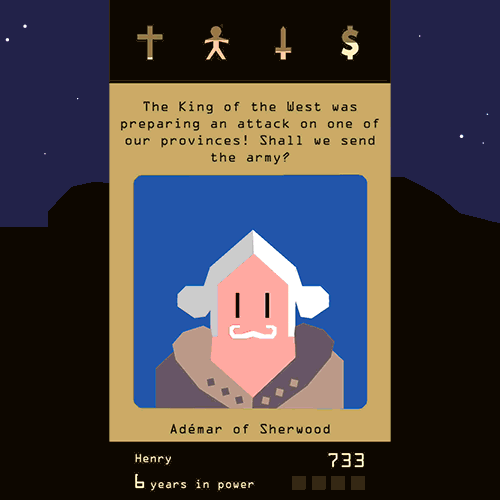 $
The King of the West was
preparing an attack on one of
our provinces! Shall we send
the army?
Adémar of Sherwood
Henry
733
6 years in power